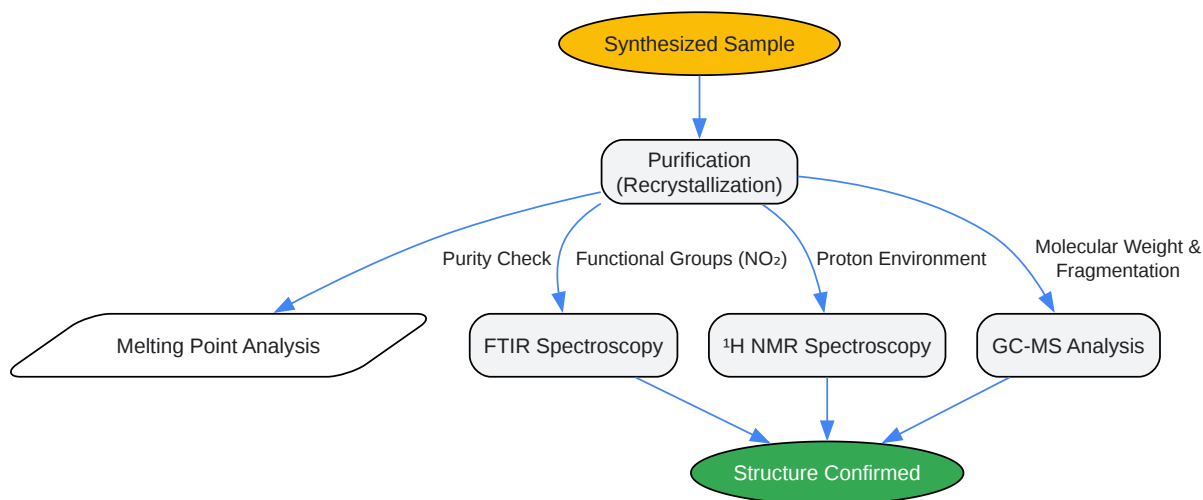 Synthesized Sample
Purification
(Recrystallization)
Purity Check
Functional Groups (NO₂)
Proton Environment
Molecular Weight &
Fragmentation
Melting Point Analysis
FTIR Spectroscopy
¹H NMR Spectroscopy
GC-MS Analysis
Structure Confirmed